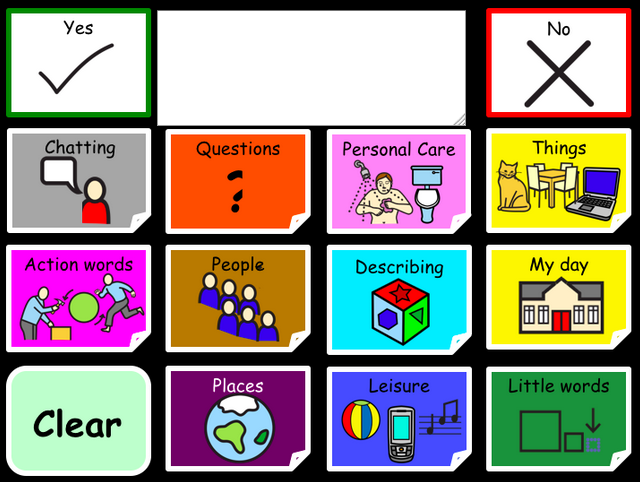 Yes
No
Chatting
Questions
Personal Care
Things
Action words
People
Describing
My day
Clear
Places
Leisure
Little words